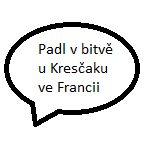 Padl v bitvě
u Kresčaku
ve Francii